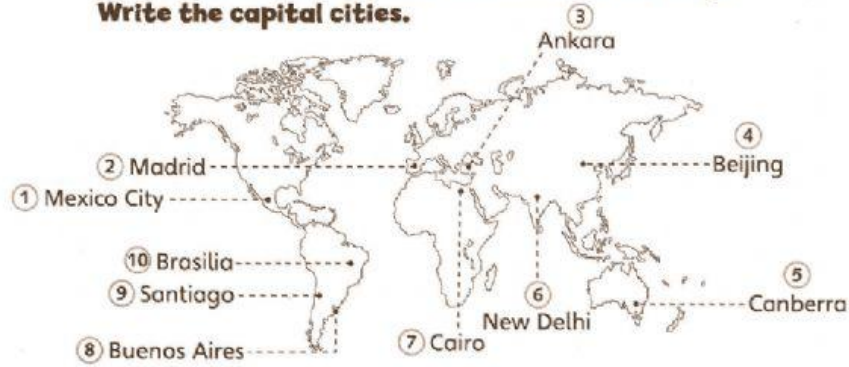 Write the capital cities.
③
Ankara
④
Beijing
② Madrid
① Mexico City
⑩ Brasilia
⑨ Santiago
⑤
Canberra
⑥
New Delhi
⑦ Cairo
⑧ Buenos Aires